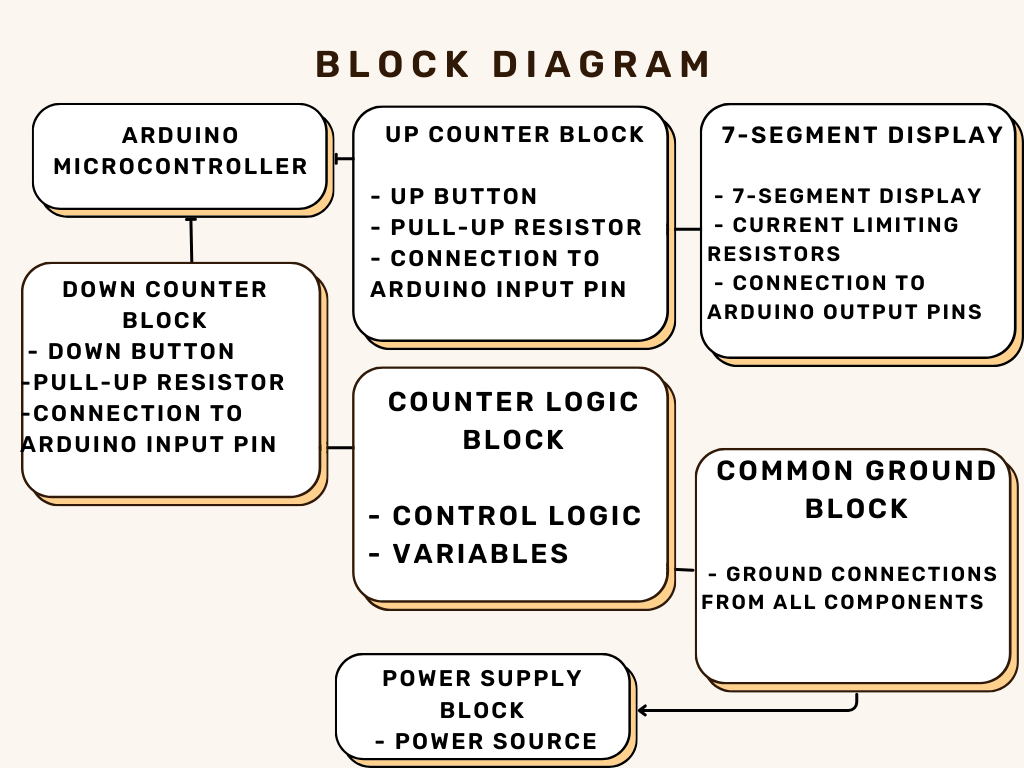 BLOCK DIAGRAM
ARDUINO
MICROCONTROLLER
UP COUNTER BLOCK
- UP BUTTON
- PULL-UP RESISTOR
- CONNECTION TO
ARDUINO INPUT PIN
7-SEGMENT DISPLAY
- 7-SEGMENT DISPLAY
- CURRENT LIMITING
RESISTORS
- CONNECTION TO
ARDUINO OUTPUT PINS
DOWN COUNTER
BLOCK
- DOWN BUTTON
-PULL-UP RESISTOR
-CONNECTION TO
ARDUINO INPUT PIN
COUNTER LOGIC
BLOCK
- CONTROL LOGIC
- VARIABLES
COMMON GROUND
BLOCK
- GROUND CONNECTIONS
FROM ALL COMPONENTS
POWER SUPPLY
BLOCK
- POWER SOURCE